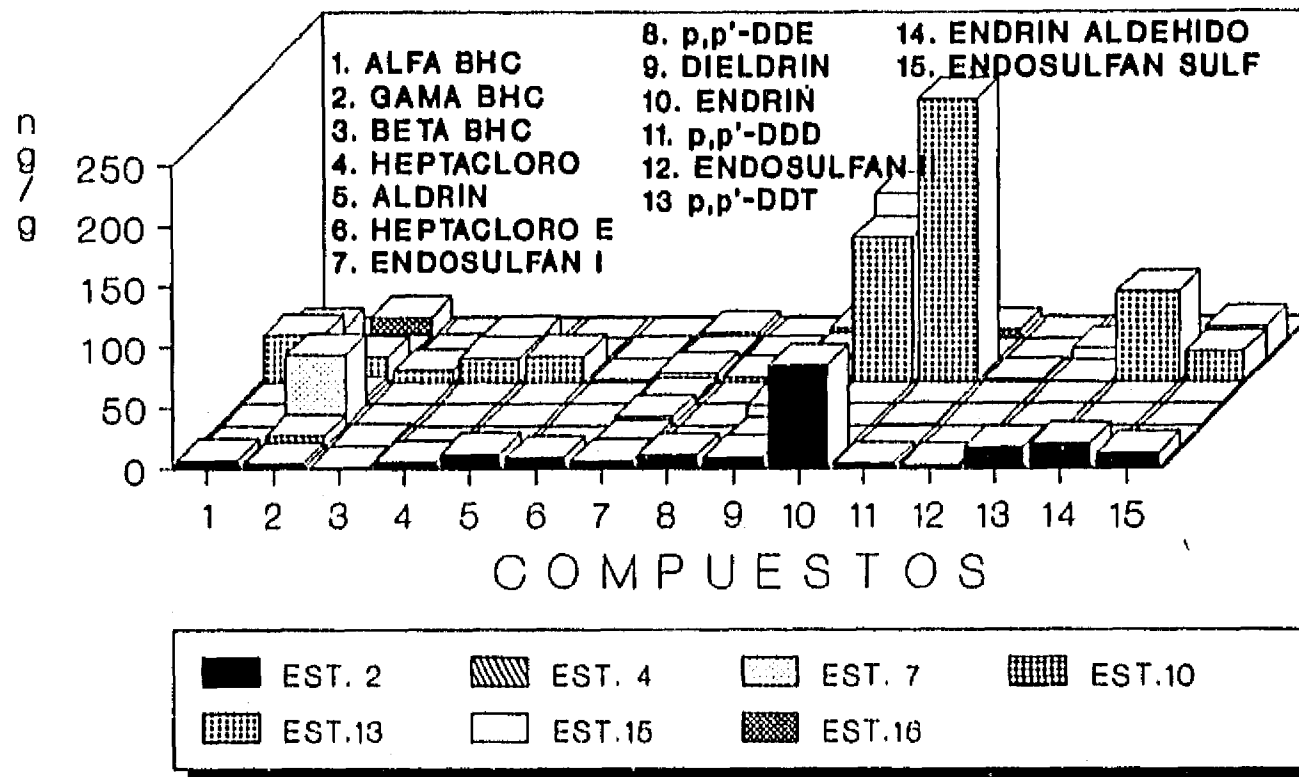 n
g
/
g
250
200
150
100
50
0
1. ALFA BHC
2. GAMA BHC
3. BETA BHC
4. HEPTACLORO
5. ALDRIN
6. HEPTACLORO E
7. ENDOSULFAN I
8. p,p'-DDE
9. DIELDRIN
10. ENDRIN
11. p,p'-DDD
12. ENDOSULFAN II
13 p,p'-DDT
14. ENDRIN ALDEHIDO
15. ENDOSULFAN SULF
1 2 3 4 5 6 7 8 9 10 11 12 13 14 15
COMPUESTOS
EST. 2 EST. 4 EST. 7 EST.10
EST.13 EST.15 EST.16